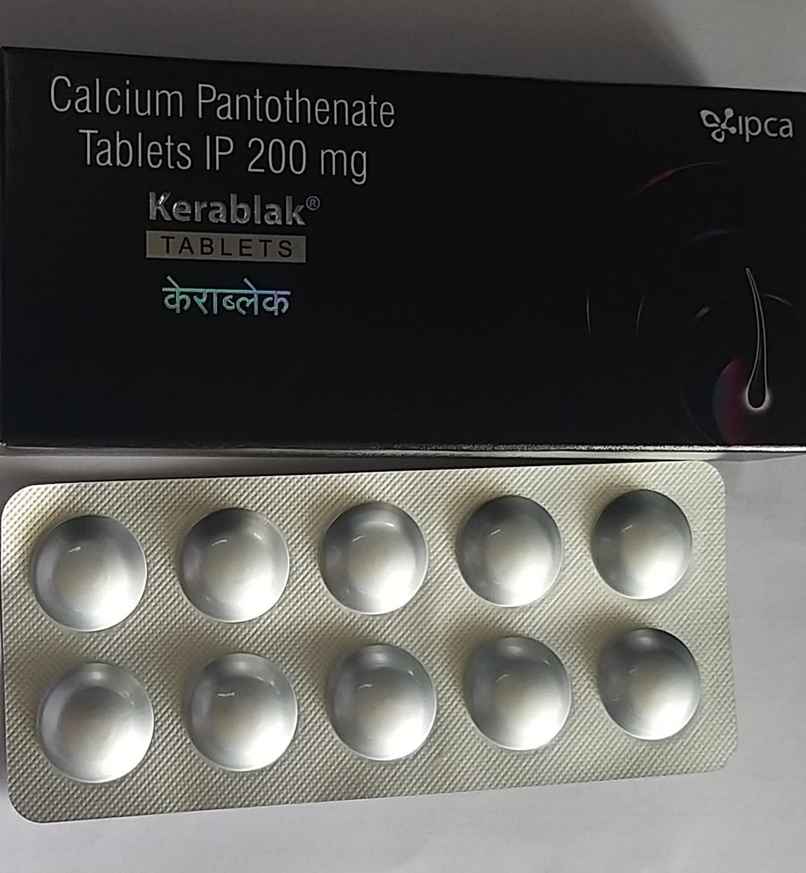 Calcium Pantothenate
Tablets IP 200 mg
Kerablak®
TABLETS
केराब्लेक
ipca